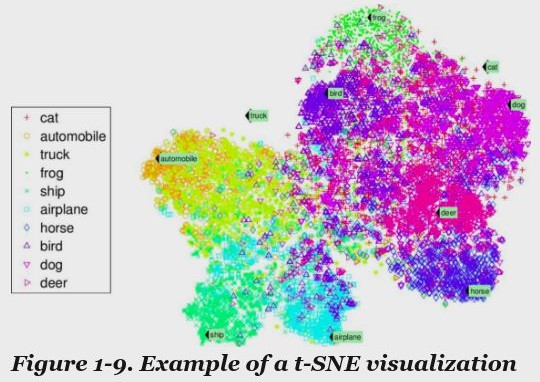 frog
cat
bird
dog
truck
cat
automobile
truck
frog
ship
airplane
horse
bird
dog
deer
automobile
deer
horse
ship
airplane
Figure 1-9. Example of a t-SNE visualization